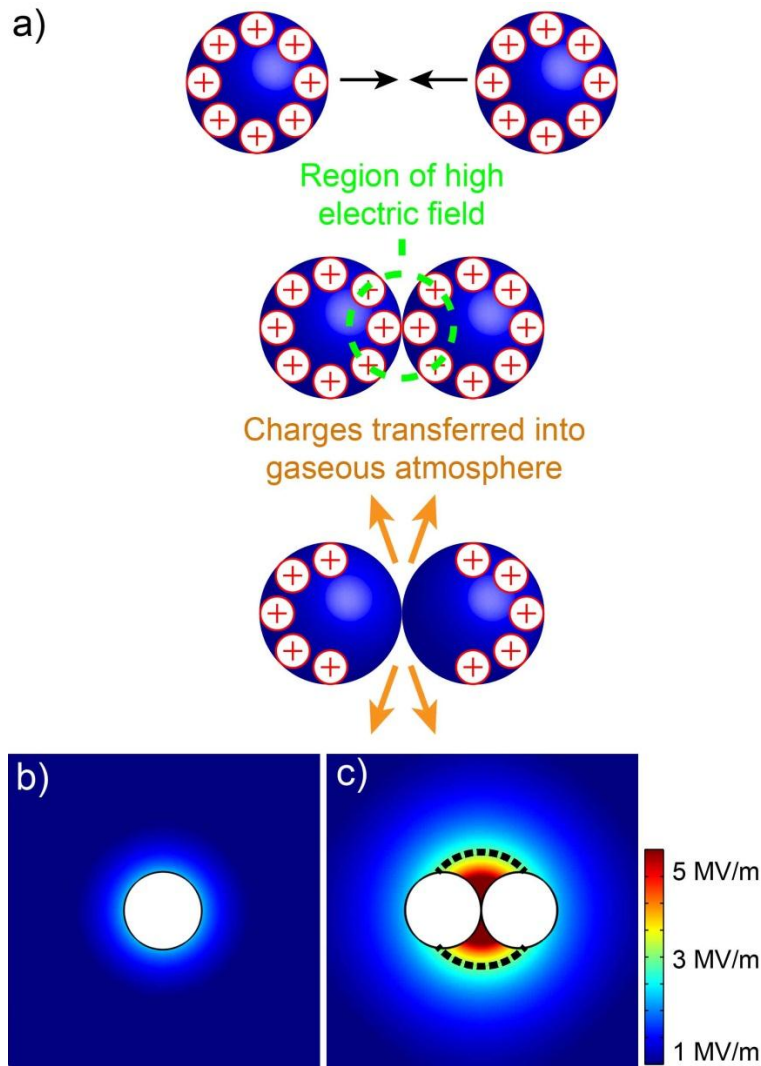 a)
+ + + + + + + +
+ + + + + + + +
Region of high
electric field
+ + + + + + + +
+ + + + + + + +
Charges transferred into
gaseous atmosphere
+ + + + +
+ + + + +
b)
c)
5 MV/m
3 MV/m
1 MV/m